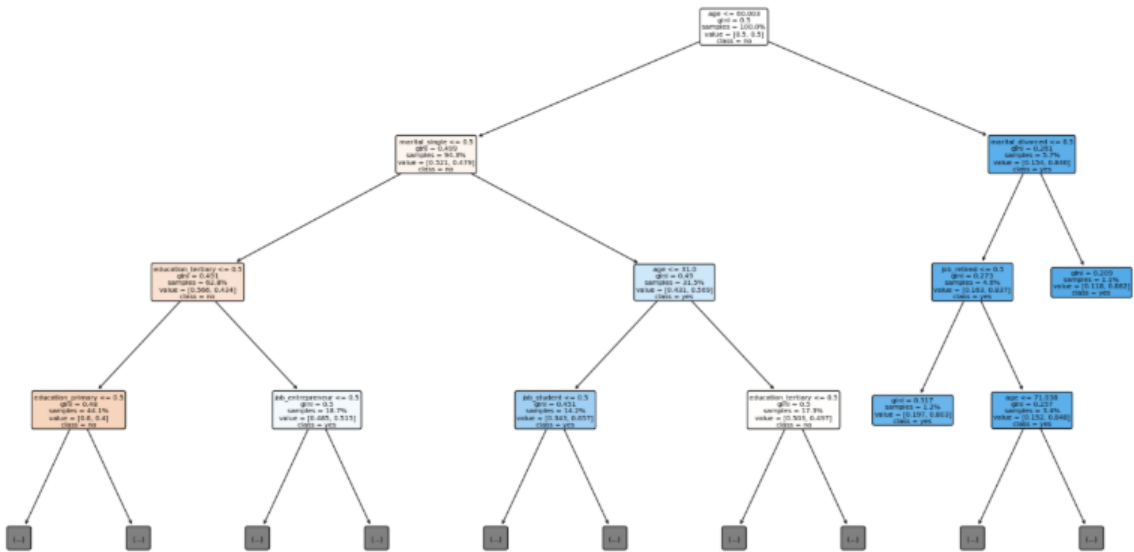 age <= 60.003
gini = 0.5
samples = 100.0%
value = [0.5, 0.5]
class = no
marital_single <= 0.5
gini = 0.499
samples = 94.3%
value = [0.521, 0.479]
class = no
marital_divorced <= 0.5
gini = 0.261
samples = 5.7%
value = [0.154, 0.846]
class = yes
education_tertiary <= 0.5
gini = 0.491
samples = 62.8%
value = [0.566, 0.434]
class = no
age <= 31.0
gini = 0.49
samples = 31.5%
value = [0.431, 0.569]
class = yes
job_retired <= 0.5
gini = 0.273
samples = 4.6%
value = [0.163, 0.837]
class = yes
gini = 0.209
samples = 1.1%
value = [0.118, 0.882]
class = yes
education_primary <= 0.5
gini = 0.48
samples = 44.1%
value = [0.6, 0.4]
class = no
job_entrepreneur <= 0.5
gini = 0.5
samples = 18.7%
value = [0.485, 0.515]
class = yes
job_student <= 0.5
gini = 0.451
samples = 14.2%
value = [0.343, 0.657]
class = yes
education_tertiary <= 0.5
gini = 0.5
samples = 17.3%
value = [0.503, 0.497]
class = no
gini = 0.317
samples = 1.2%
value = [0.197, 0.803]
class = yes
age <= 71.038
gini = 0.257
samples = 3.4%
value = [0.152, 0.848]
class = yes
(...)
(...)
(...)
(...)
(...)
(...)
(...)
(...)
(...)
(...)